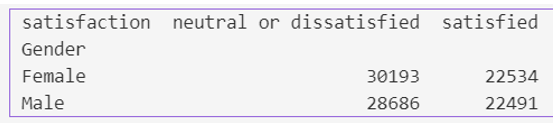 satisfaction neutral or dissatisfied satisfied
Gender
Female 30193 22534
Male 28686 22491